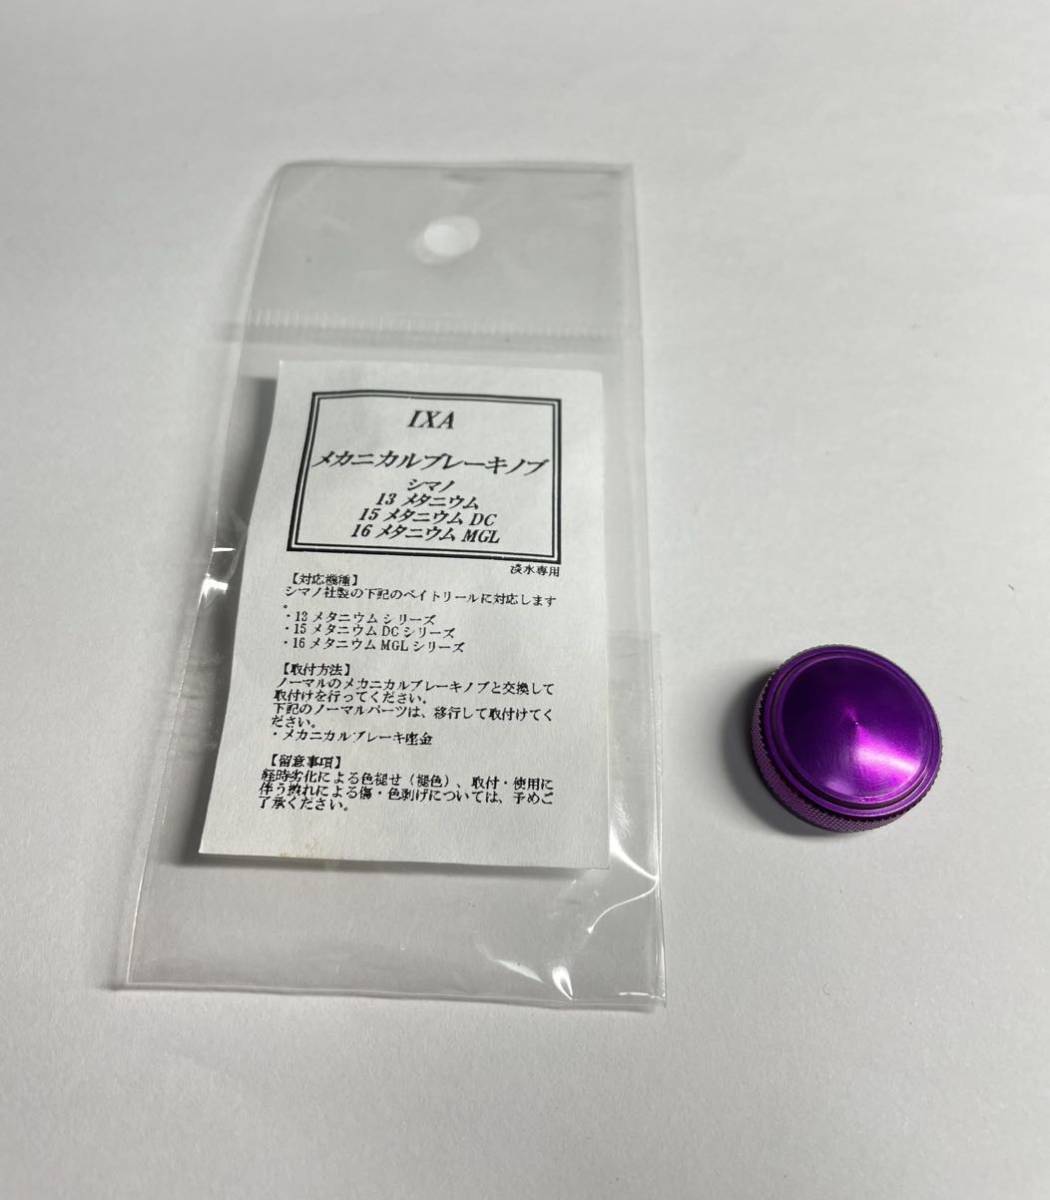 IXA
メカニカルブレーキノブ
シマノ
13 メタニウム
15 メタニウム DC
16 メタニウム MGL
淡水専用
【対応機種】
シマノ社製の下記のベイトリールに対応します
。
・13 メタニウムシリーズ
・15 メタニウム DC シリーズ
・16 メタニウム MGL シリーズ
【取付方法】
ノーマルのメカニカルブレーキノブと交換して
取付けを行ってください。
下記のノーマルパーツは、移行して取付けてく
ださい。
・メカニカルブレーキ座金
【留意事項】
経時劣化による色褪せ（褪色）、取付・使用に
伴う擦れによる傷・色剥げについては、予めご
了承ください。